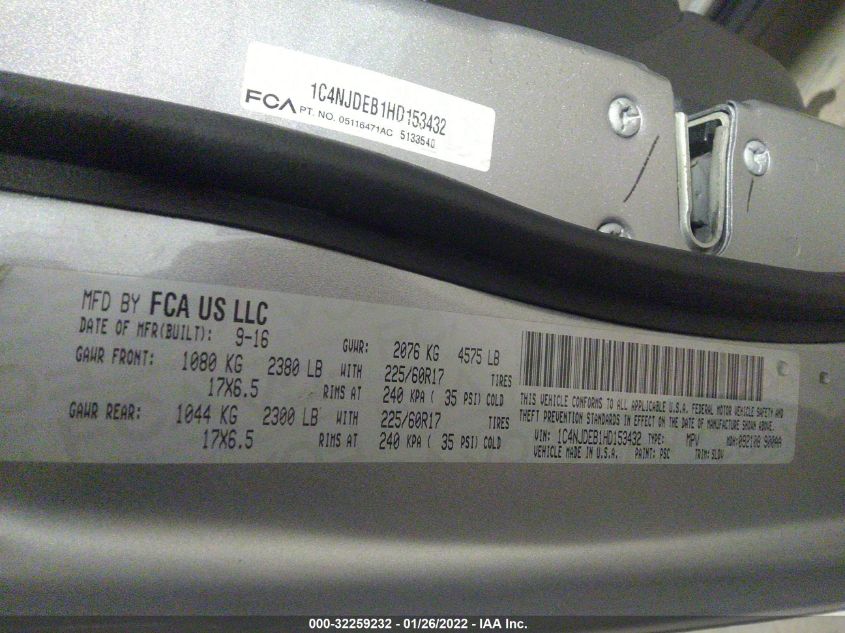 1C4NJDEB1HD153432
FCA PT. NO. 05116471AC 5133540
MFD BY FCA US LLC
DATE OF MFR(BUILT): 9-16 GVWR: 2076 KG 4575 LB
GAWR FRONT: 1080 KG 2380 LB WITH 225/60R17 TIRES
17X6.5 RIMS AT 240 KPA ( 35 PSI) COLD
GAWR REAR: 1044 KG 2300 LB WITH 225/60R17 TIRES
17X6.5 RIMS AT 240 KPA ( 35 PSI) COLD
THIS VEHICLE CONFORMS TO ALL APPLICABLE U.S.A. FEDERAL MOTOR VEHICLE SAFETY AND
THEFT PREVENTION STANDARDS IN EFFECT ON THE DATE OF MANUFACTURE SHOWN ABOVE.
VIN: 1C4NJDEB1HD153432 TYPE: MPV MDH: 092108 900AA
VEHICLE MADE IN U.S.A. PAINT: PSC TRIM: SLDV
000-32259232 - 01/26/2022 - IAA Inc.